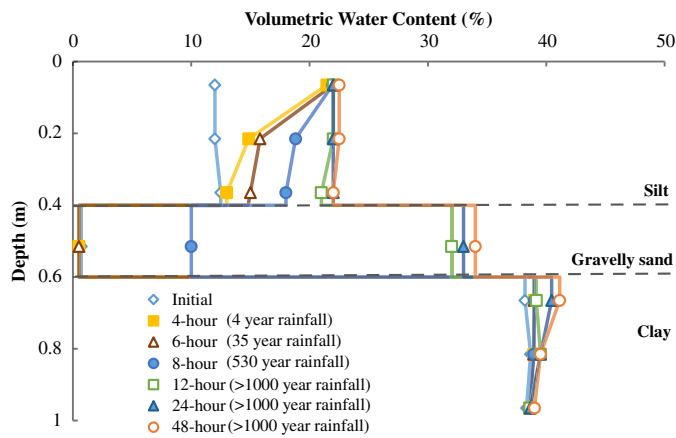 Volumetric Water Content (%)
0 10 20 30 40 50
0
0.2
0.4
0.6
0.8
1
Depth (m)
Silt
Gravelly sand
Clay
Initial
4-hour (4 year rainfall)
6-hour (35 year rainfall)
8-hour (530 year rainfall)
12-hour (>1000 year rainfall)
24-hour (>1000 year rainfall)
48-hour (>1000 year rainfall)